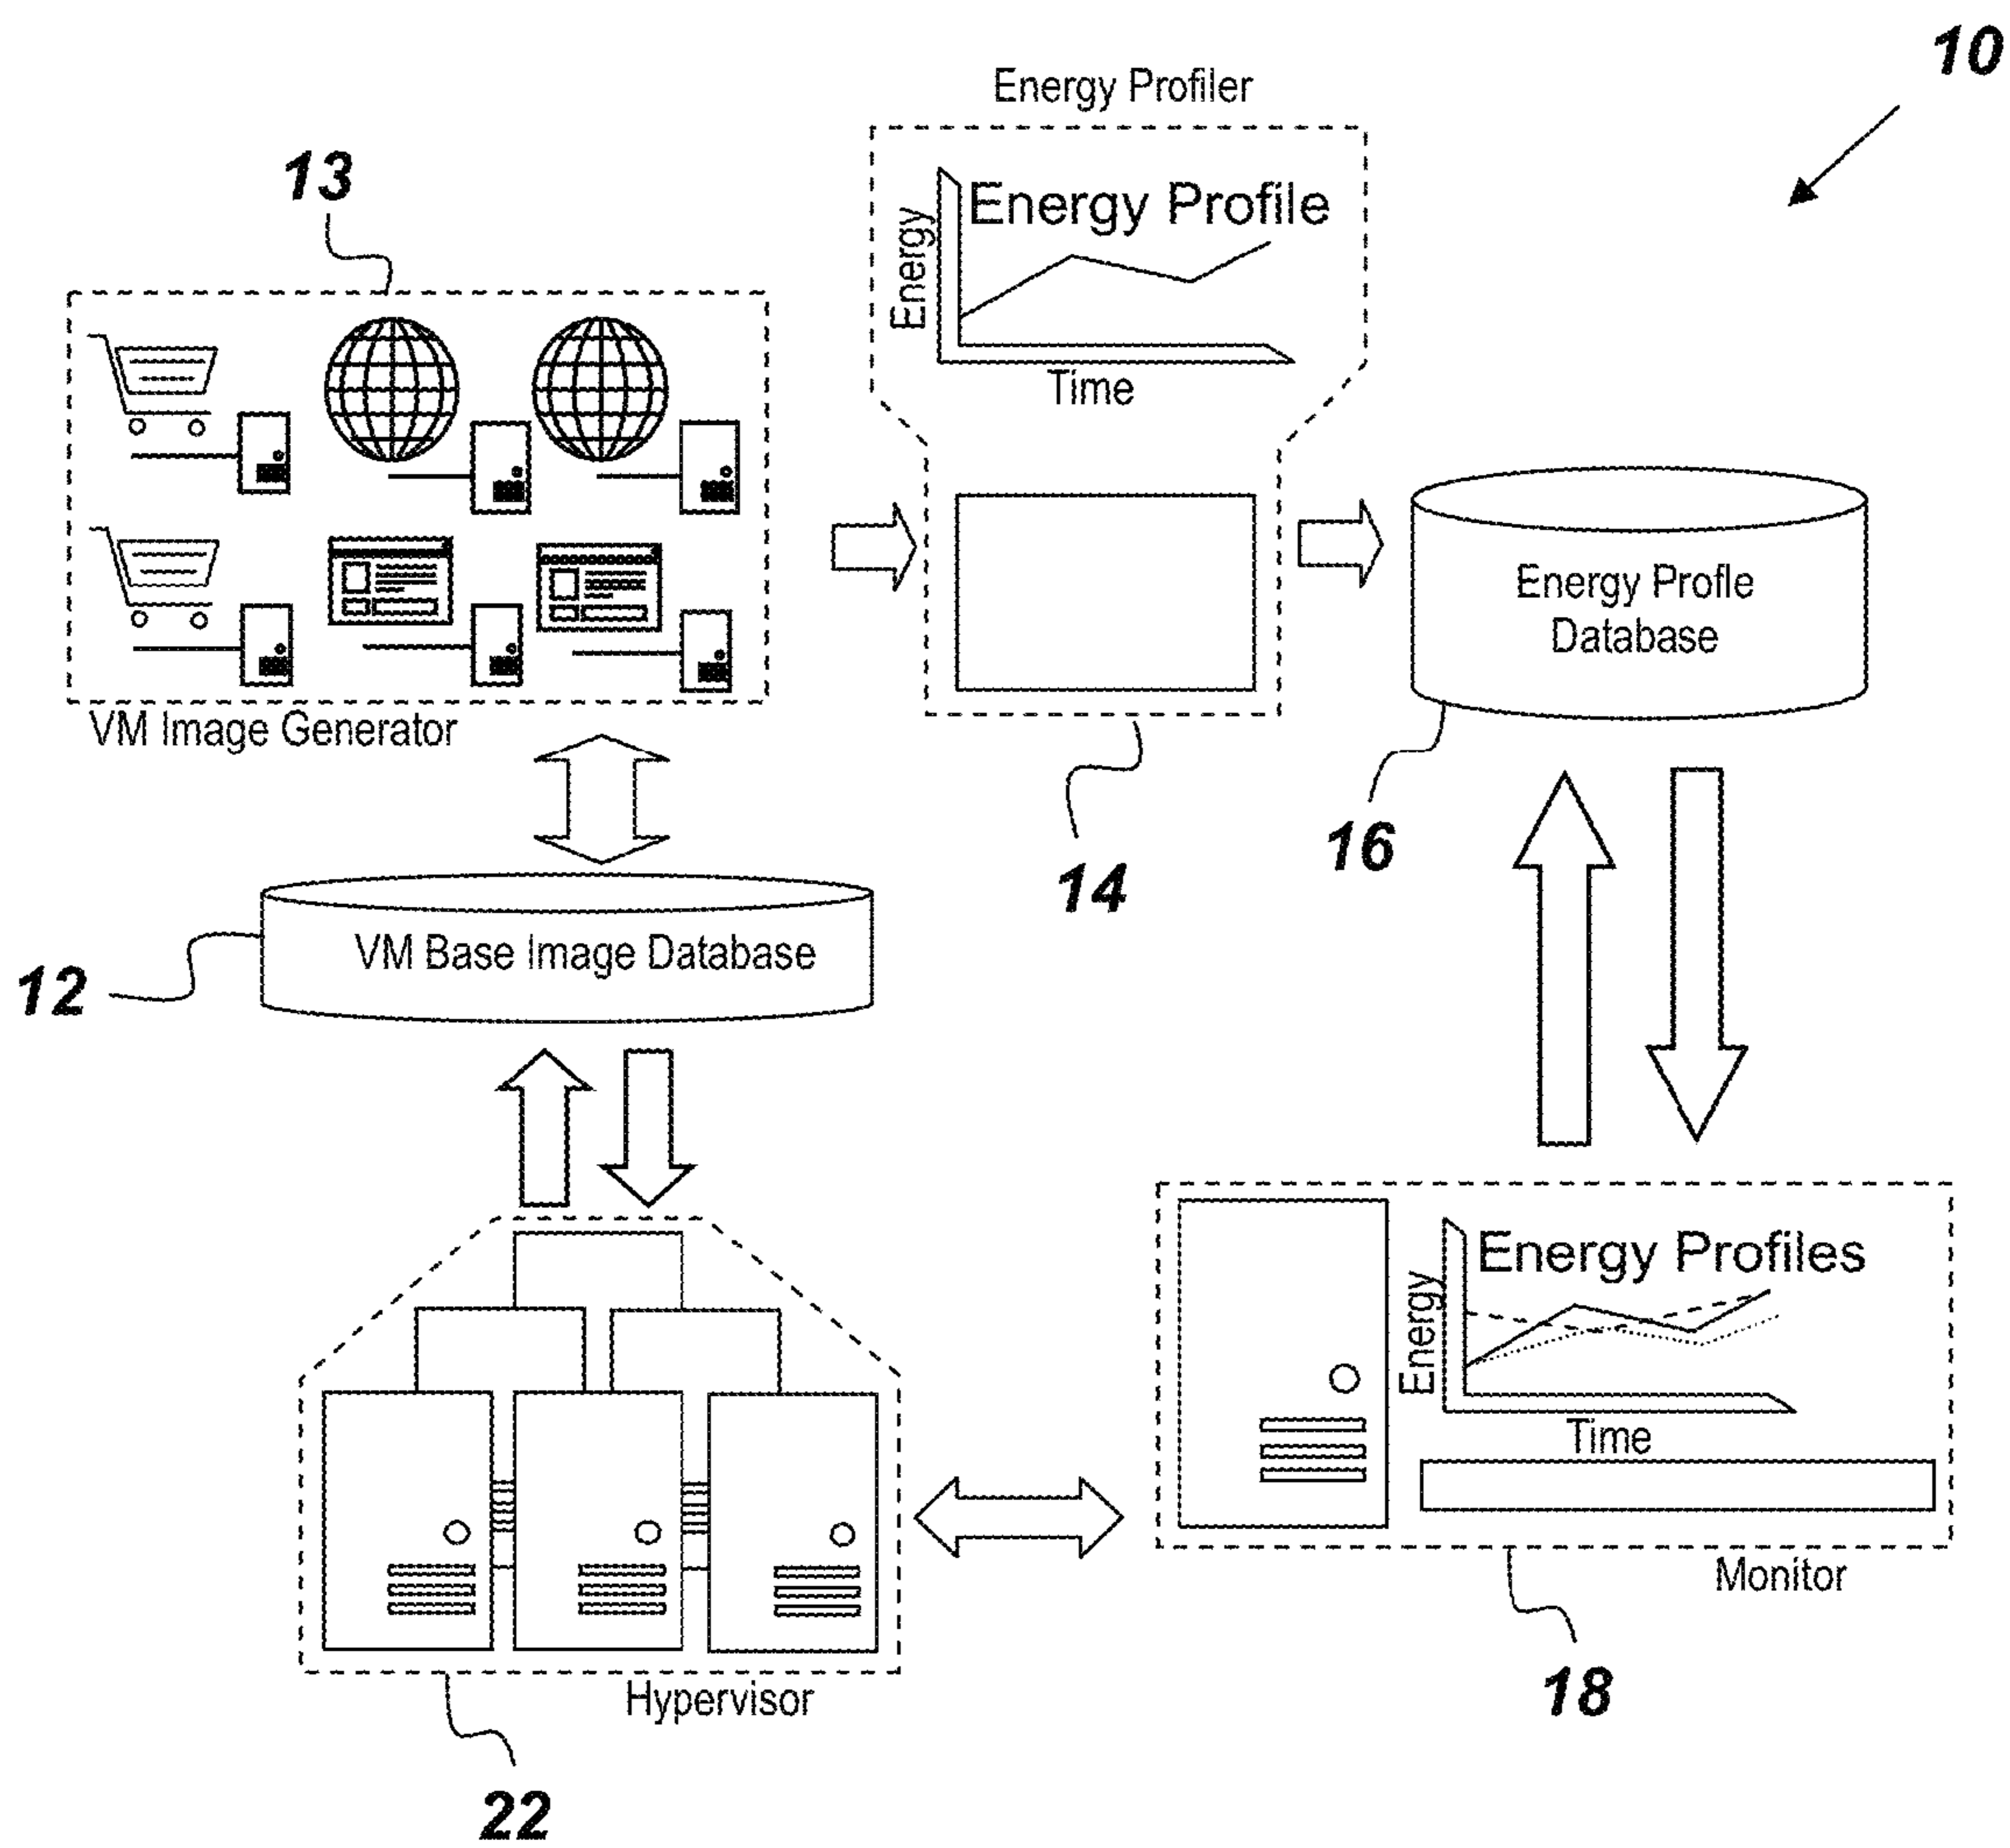 10
Energy Profiler
13
Energy Profile
Energy
Time
Energy Profle
Database
VM Image Generator
16
14
VM Base Image Database
12
Energy Profiles
Energy
Time
Monitor
Hypervisor
18
22